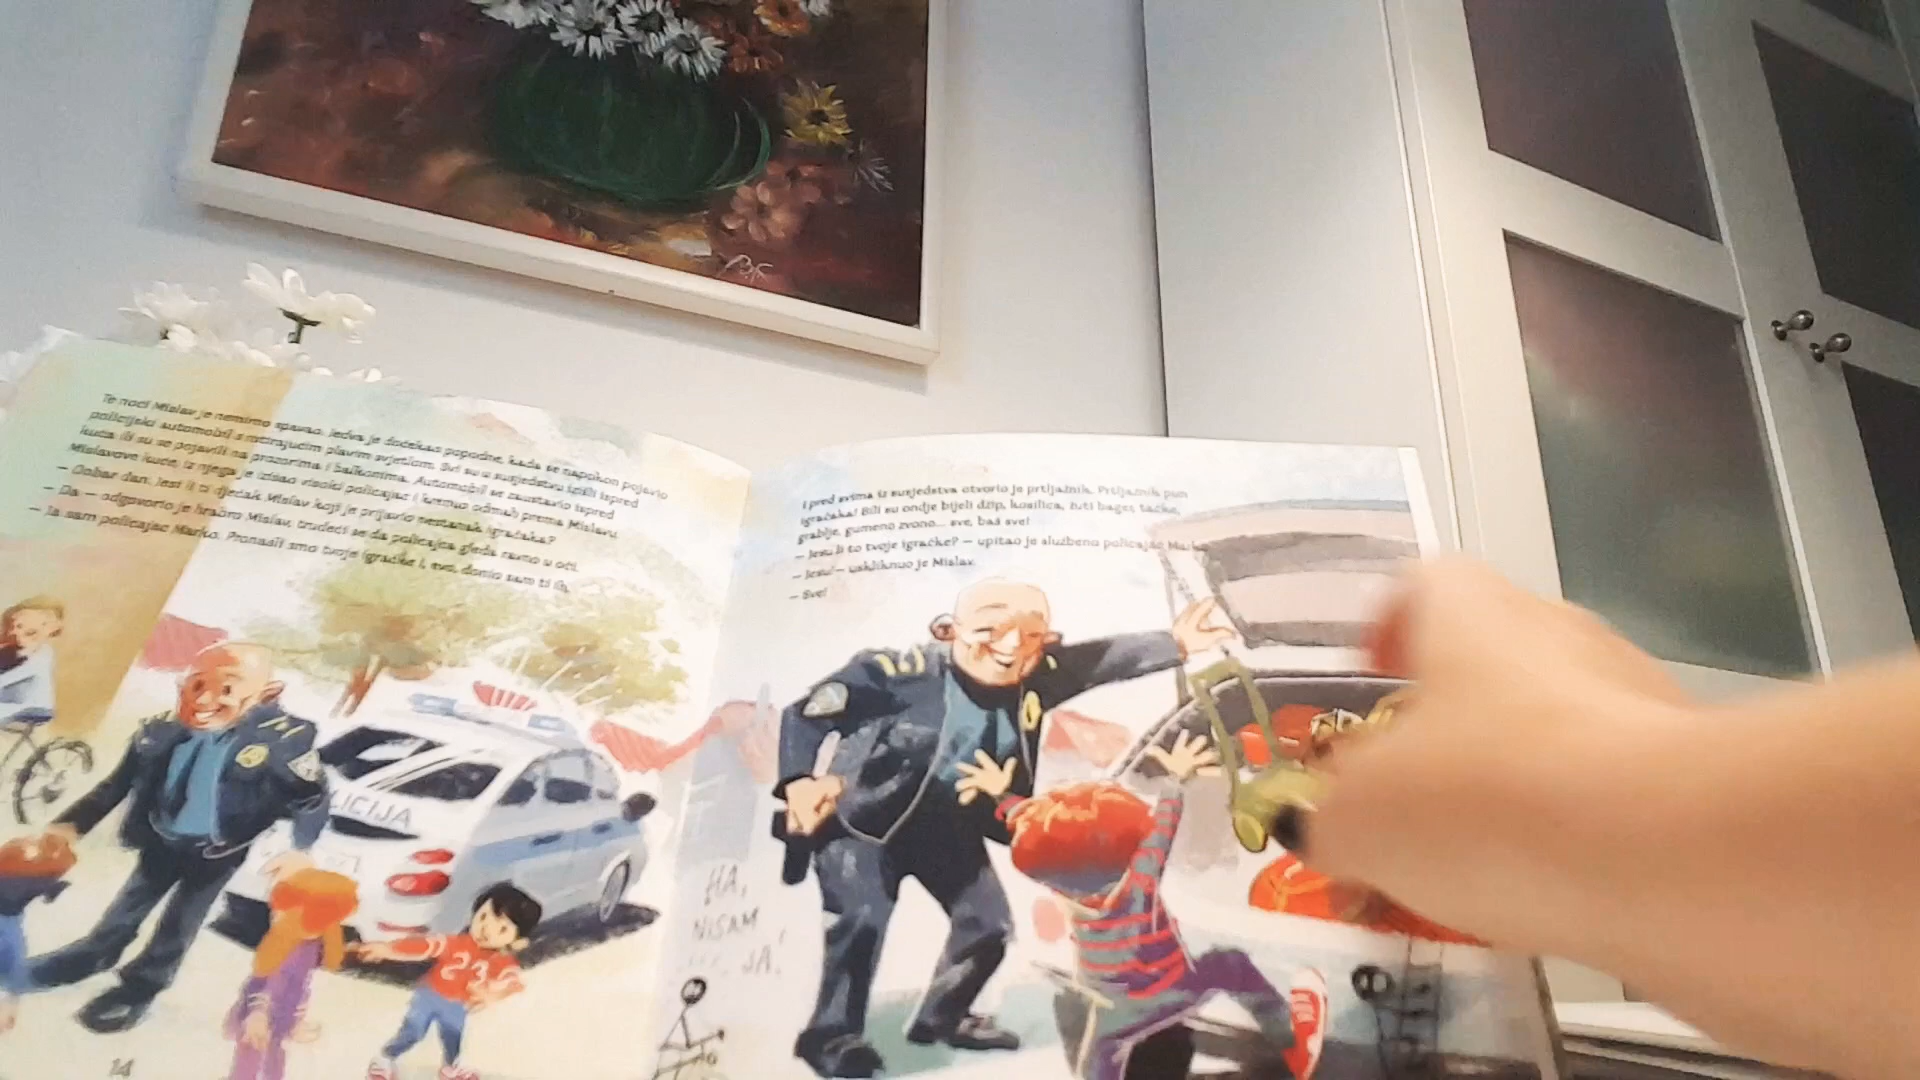 Te noći Mislav je nemirno spavao. Jedva je dočekao popodne, kada se napokon pojavio
policijski automobil s rotirajućim plavim svjetlom. Svi su u susjedstvu izišli ispred
kuća ili su se pojavili na prozorima i balkonima. Automobil se zaustavio ispred
Mislavove kuće, iz njega je izišao visoki policajac i krenuo odmah prema Mislavu.
– Dobar dan. Jesi li ti dječak Mislav koji je prijavio nestanak igračaka?
– Da – odgovorio je hrabro Mislav, trudeći se da policajca gleda ravno u oči.
– Ja sam policajac Marko. Pronašli smo tvoje igračke i, evo, donio sam ti ih.
LICIJA
23
14
I pred svima iz susjedstva otvorio je prtljažnik. Prtljažnik pun
igračaka! Bili su ondje bijeli džip, kosilica, žuti bager, tačke,
grablje, gumeno zvono... sve, baš sve!
– Jesu li to tvoje igračke? – upitao je službeno policajac Marko
– Jesu! – uskliknuo je Mislav.
– Sve!
HA,
NISAM
JA!